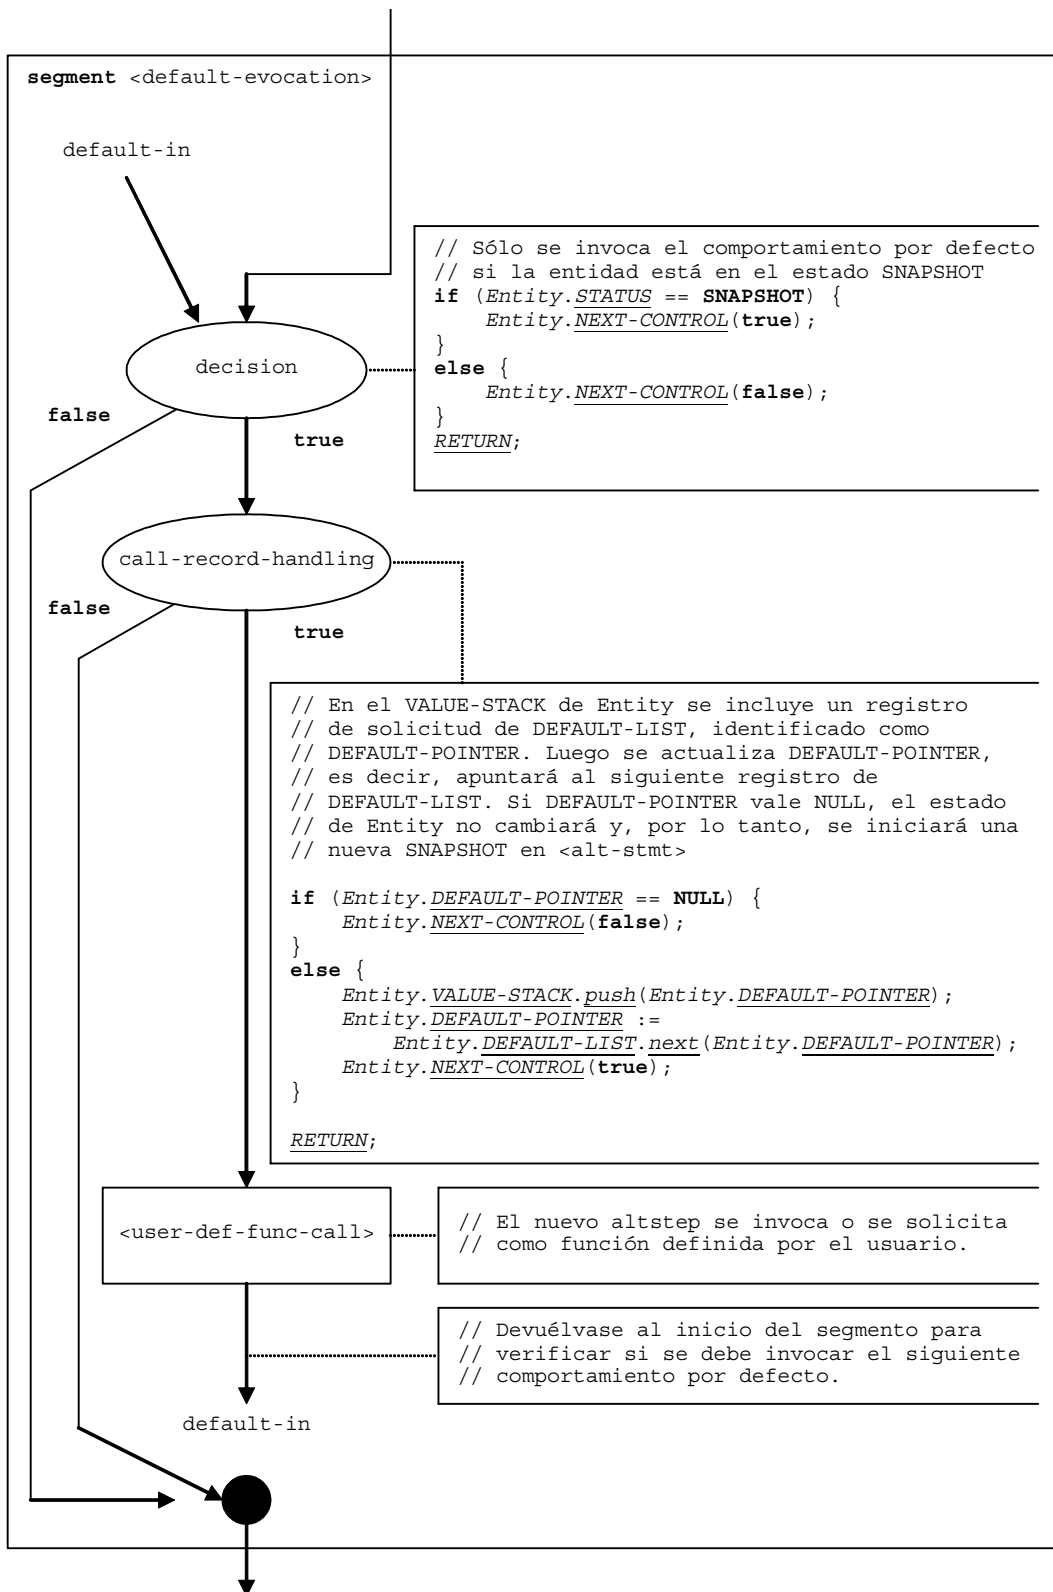 segment <default-evocation>
default-in
// Sólo se invoca el comportamiento por defecto
// si la entidad está en el estado SNAPSHOT
if (Entity.STATUS == SNAPSHOT) {
Entity.NEXT-CONTROL(true);
}
else {
Entity.NEXT-CONTROL(false);
}
RETURN;
decision
false
true
call-record-handling
false
true
// En el VALUE-STACK de Entity se incluye un registro
// de solicitud de DEFAULT-LIST, identificado como
// DEFAULT-POINTER. Luego se actualiza DEFAULT-POINTER,
// es decir, apuntará al siguiente registro de
// DEFAULT-LIST. Si DEFAULT-POINTER vale NULL, el estado
// de Entity no cambiará y, por lo tanto, se iniciará una
// nueva SNAPSHOT en <alt-stmt>
if (Entity.DEFAULT-POINTER == NULL) {
Entity.NEXT-CONTROL(false);
}
else {
Entity.VALUE-STACK.push(Entity.DEFAULT-POINTER);
Entity.DEFAULT-POINTER :=
Entity.DEFAULT-LIST.next(Entity.DEFAULT-POINTER);
Entity.NEXT-CONTROL(true);
}
RETURN;
<user-def-func-call>
// El nuevo altstep se invoca o se solicita
// como función definida por el usuario.
// Devuélvase al inicio del segmento para
// verificar si se debe invocar el siguiente
// comportamiento por defecto.
default-in